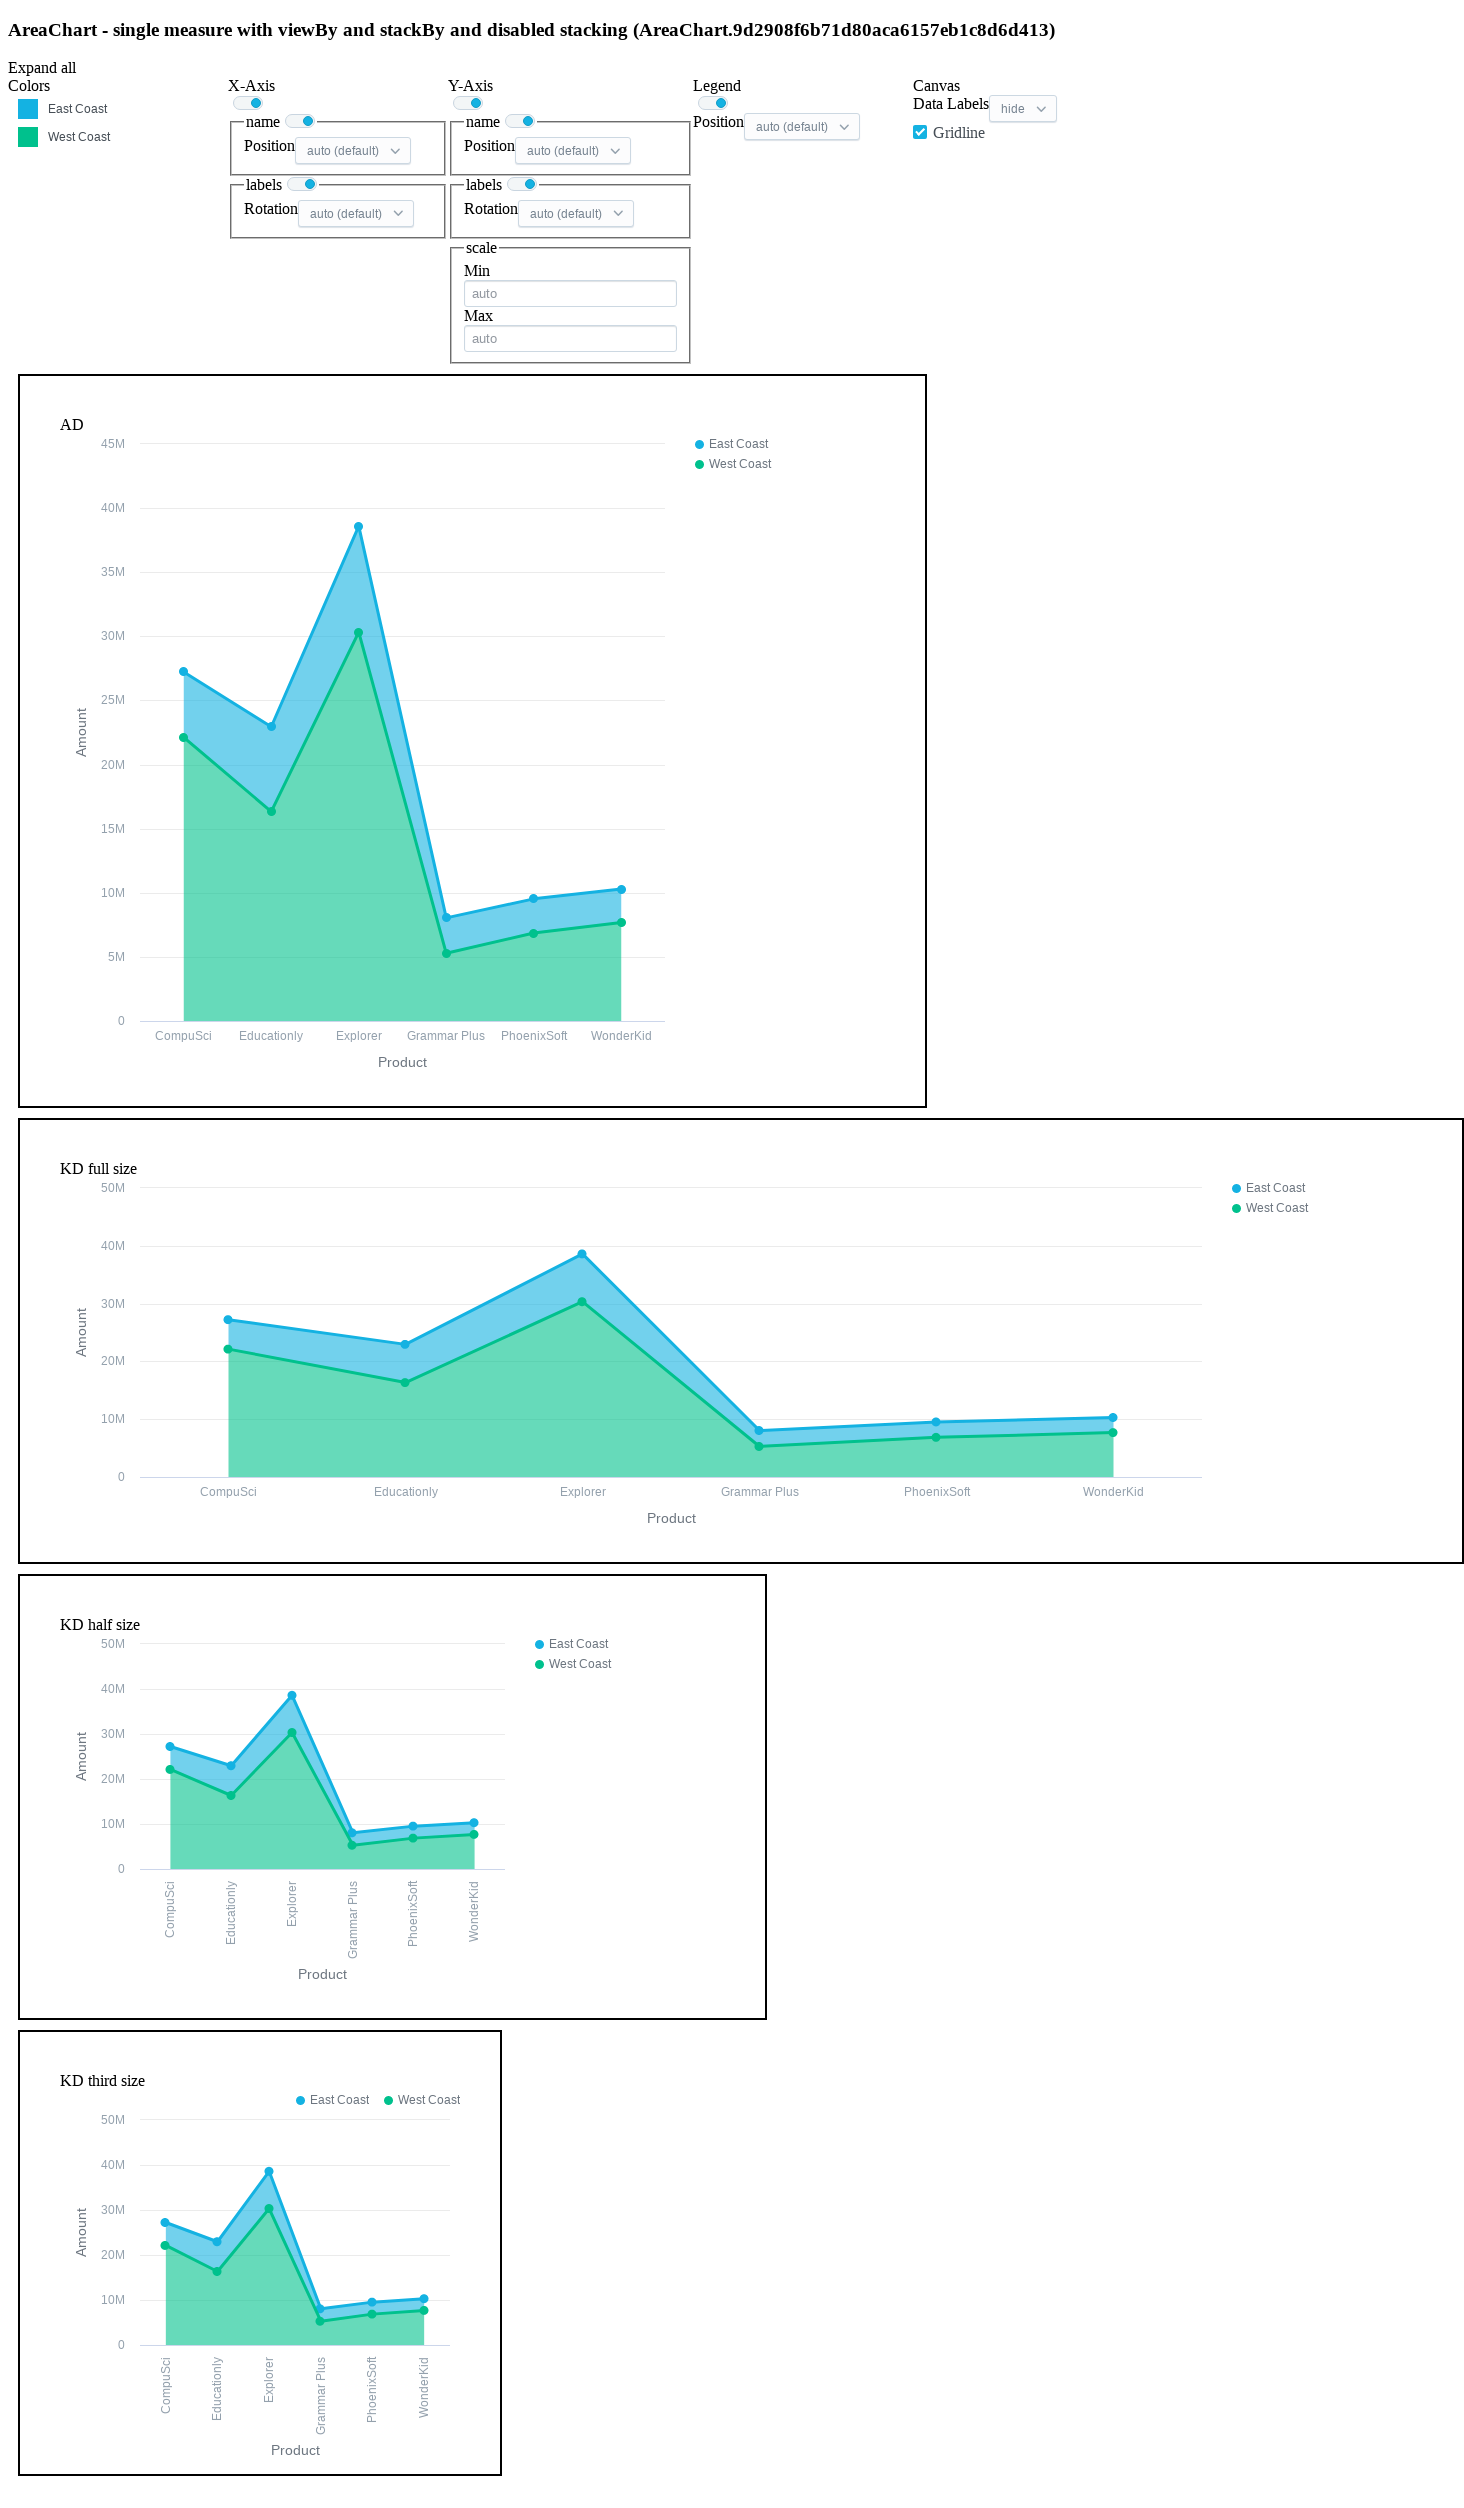 AreaChart - single measure with viewBy and stackBy and disabled stacking (AreaChart.9d2908f6b71d80aca6157eb1c8d6d413)
Expand all
Colors
East Coast
West Coast
X-Axis
name
Position auto (default)
labels
Rotation auto (default)
Y-Axis
name
Position auto (default)
labels
Rotation auto (default)
scale
Min
auto
Max
auto
Legend
Position auto (default)
Canvas
Data Labels hide
Gridline
AD
45M
40M
35M
30M
25M
20M
15M
10M
5M
0
Amount
CompuSci Educationly Explorer Grammar Plus PhoenixSoft WonderKid
Product
East Coast
West Coast
KD full size
50M
40M
30M
20M
10M
0
Amount
CompuSci Educationly Explorer Grammar Plus PhoenixSoft WonderKid
Product
East Coast
West Coast
KD half size
50M
40M
30M
20M
10M
0
Amount
CompuSci
Educationly
Explorer
Grammar Plus
PhoenixSoft
WonderKid
Product
East Coast
West Coast
KD third size
East Coast West Coast
50M
40M
30M
20M
10M
0
Amount
CompuSci
Educationly
Explorer
Grammar Plus
PhoenixSoft
WonderKid
Product